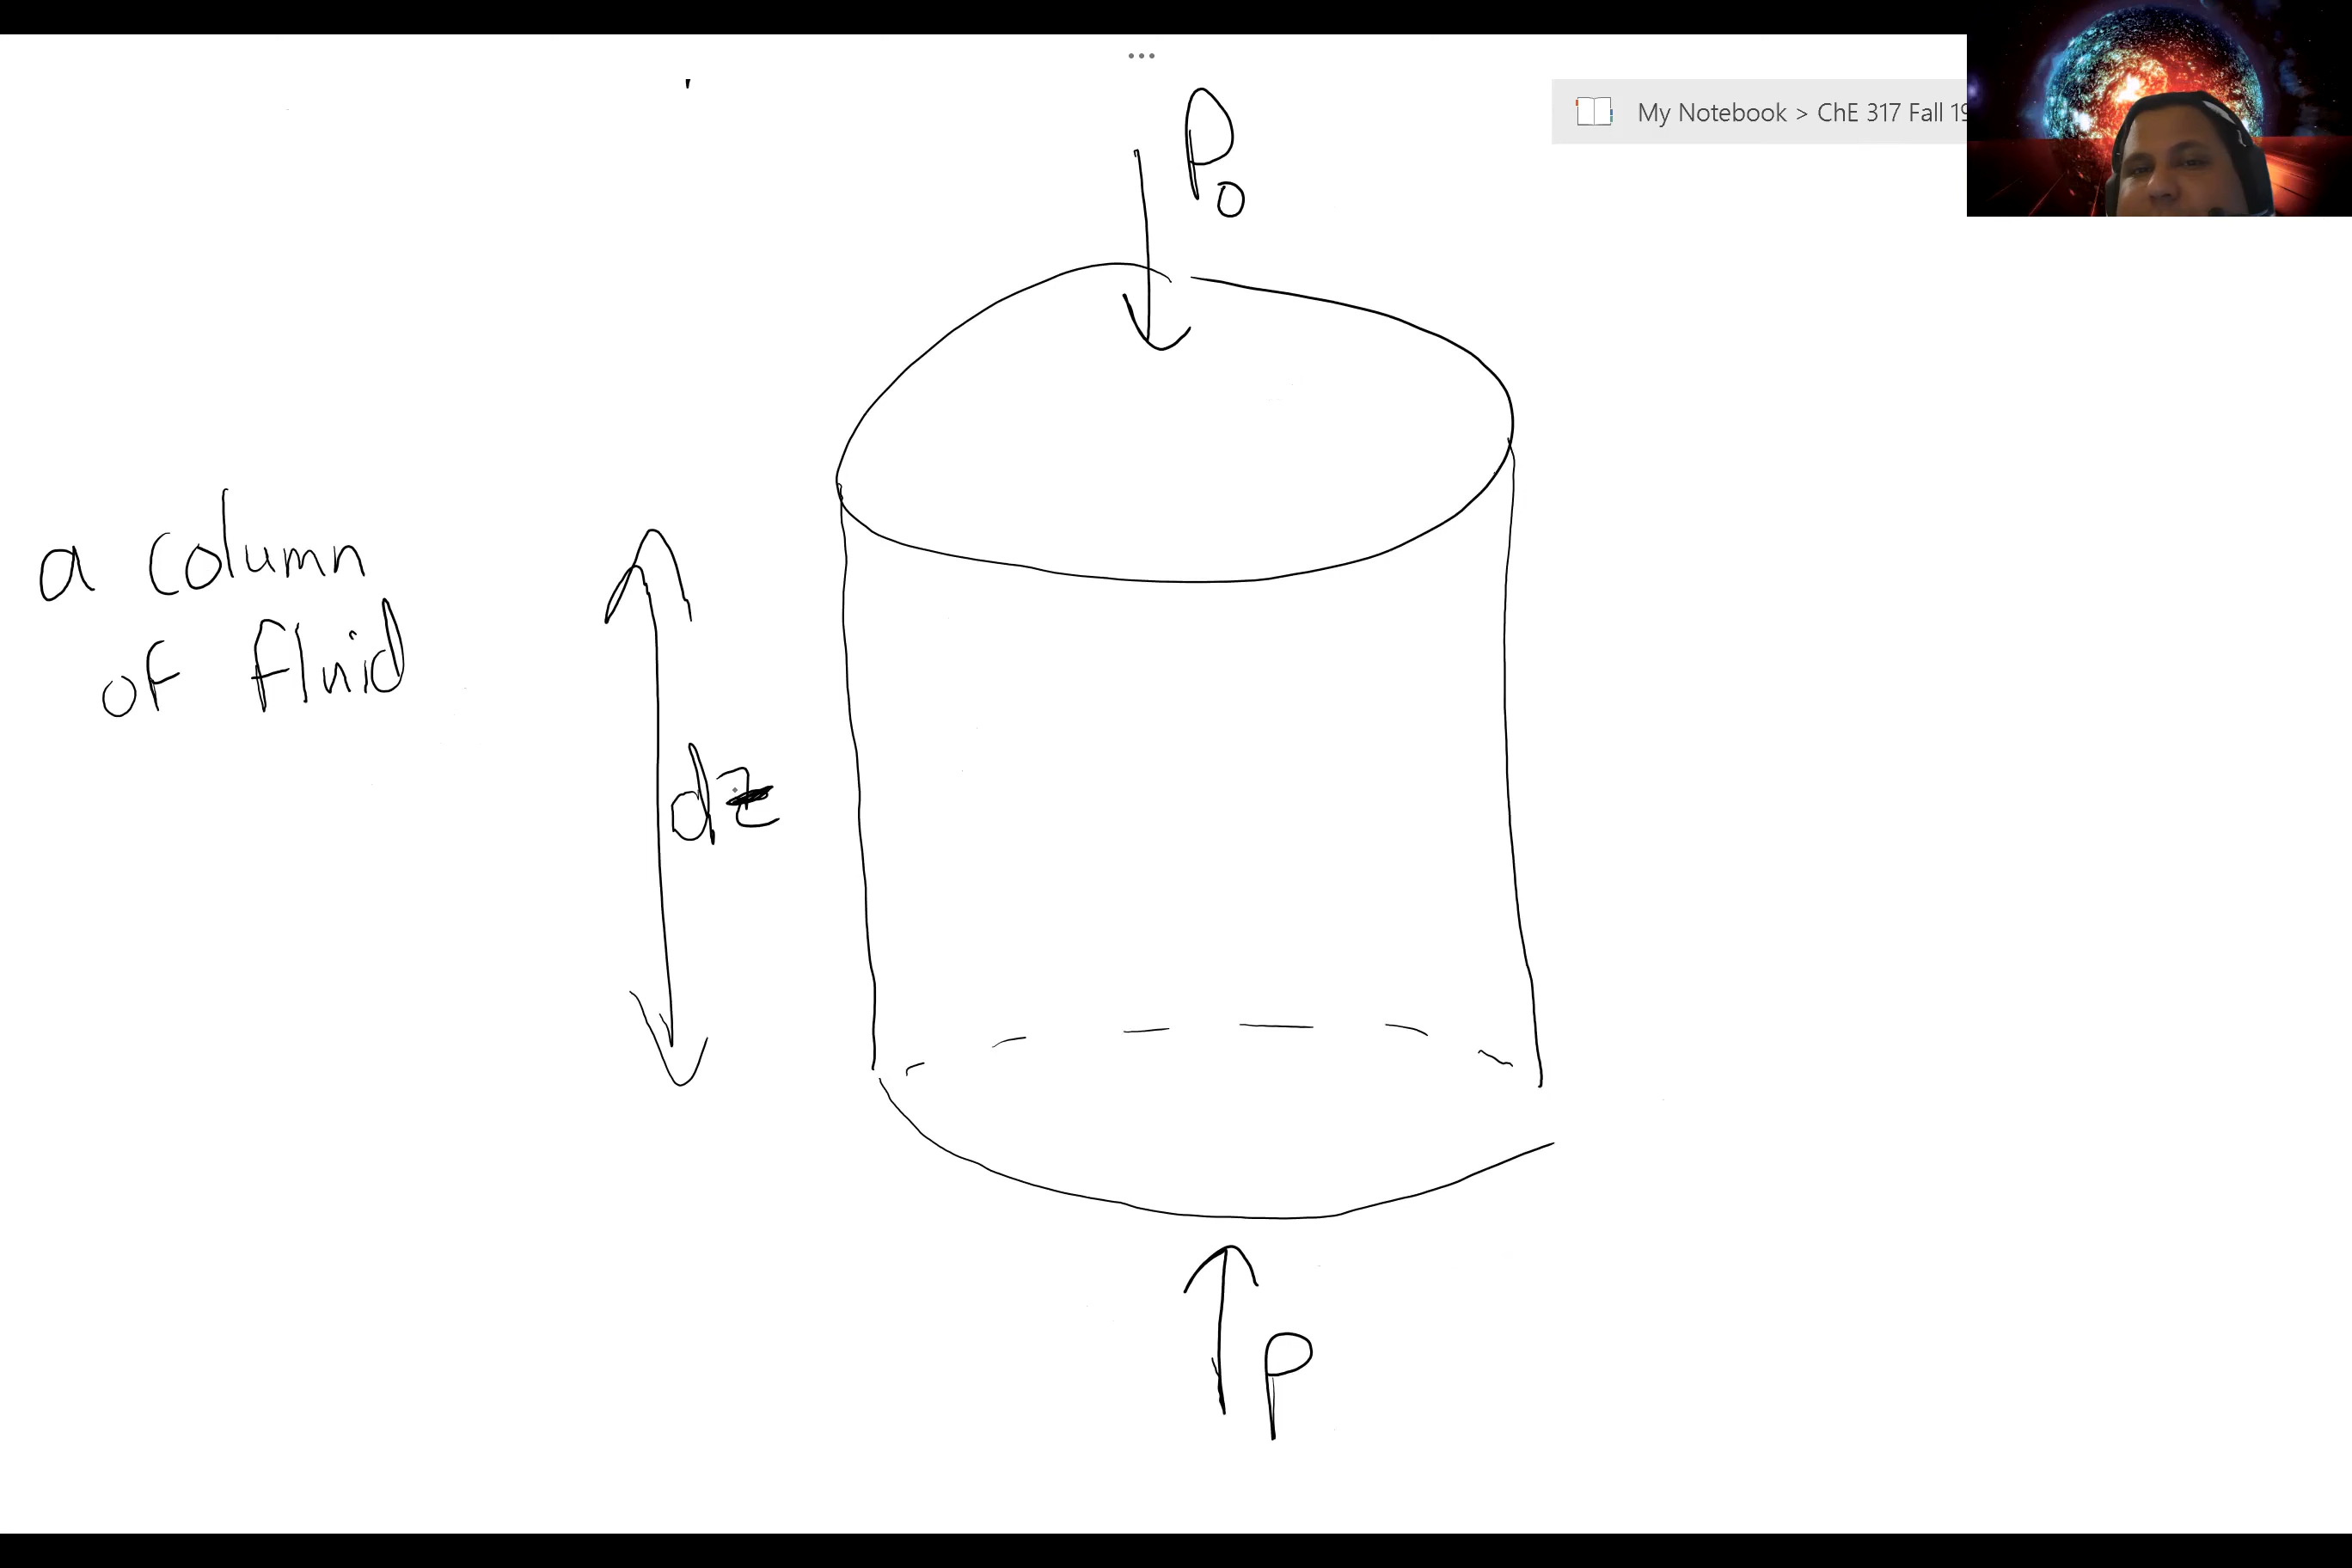 P₀
My Notebook > ChE 317 Fall 19
a column
of fluid
dz
P